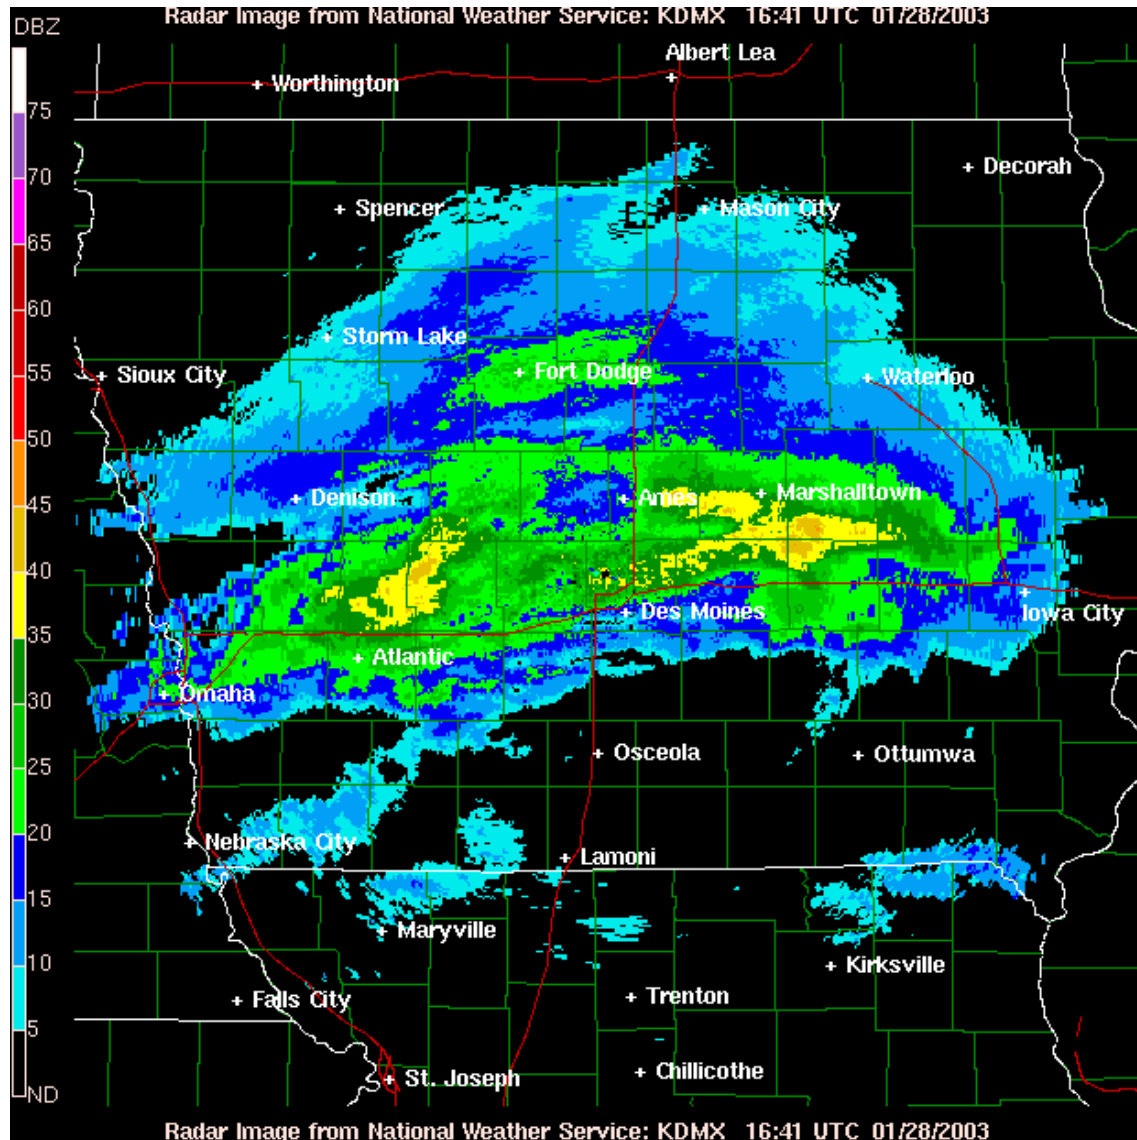 Radar Image from National Weather Service: KDMX 16:41 UTC 01/28/2003
DBZ
Albert Lea
Worthington
75
Decorah
70
Spencer
Mason City
65
60
Storm Lake
55
Sioux City
Fort Dodge
Waterloo
50
45
Denison
Ames
Marshalltown
40
Des Moines
Iowa City
35
Atlantic
30
Omaha
25
Osceola
Ottumwa
20
Nebraska City
Lamoni
15
Maryville
10
Kirksville
Falls City
Trenton
5
St. Joseph
Chillicothe
ND
Radar Image from National Weather Service: KDMX 16:41 UTC 01/28/2003